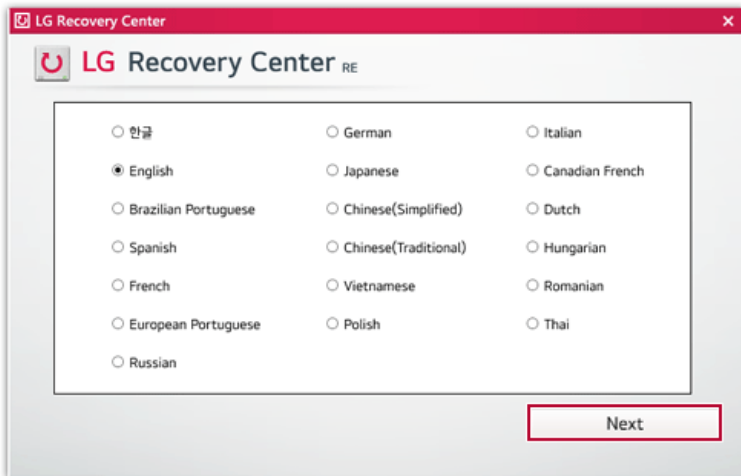 LG Recovery Center
LG Recovery Center RE
한글
German
Italian
English
Japanese
Canadian French
Brazilian Portuguese
Chinese(Simplified)
Dutch
Spanish
Chinese(Traditional)
Hungarian
French
Vietnamese
Romanian
European Portuguese
Polish
Thai
Russian
Next